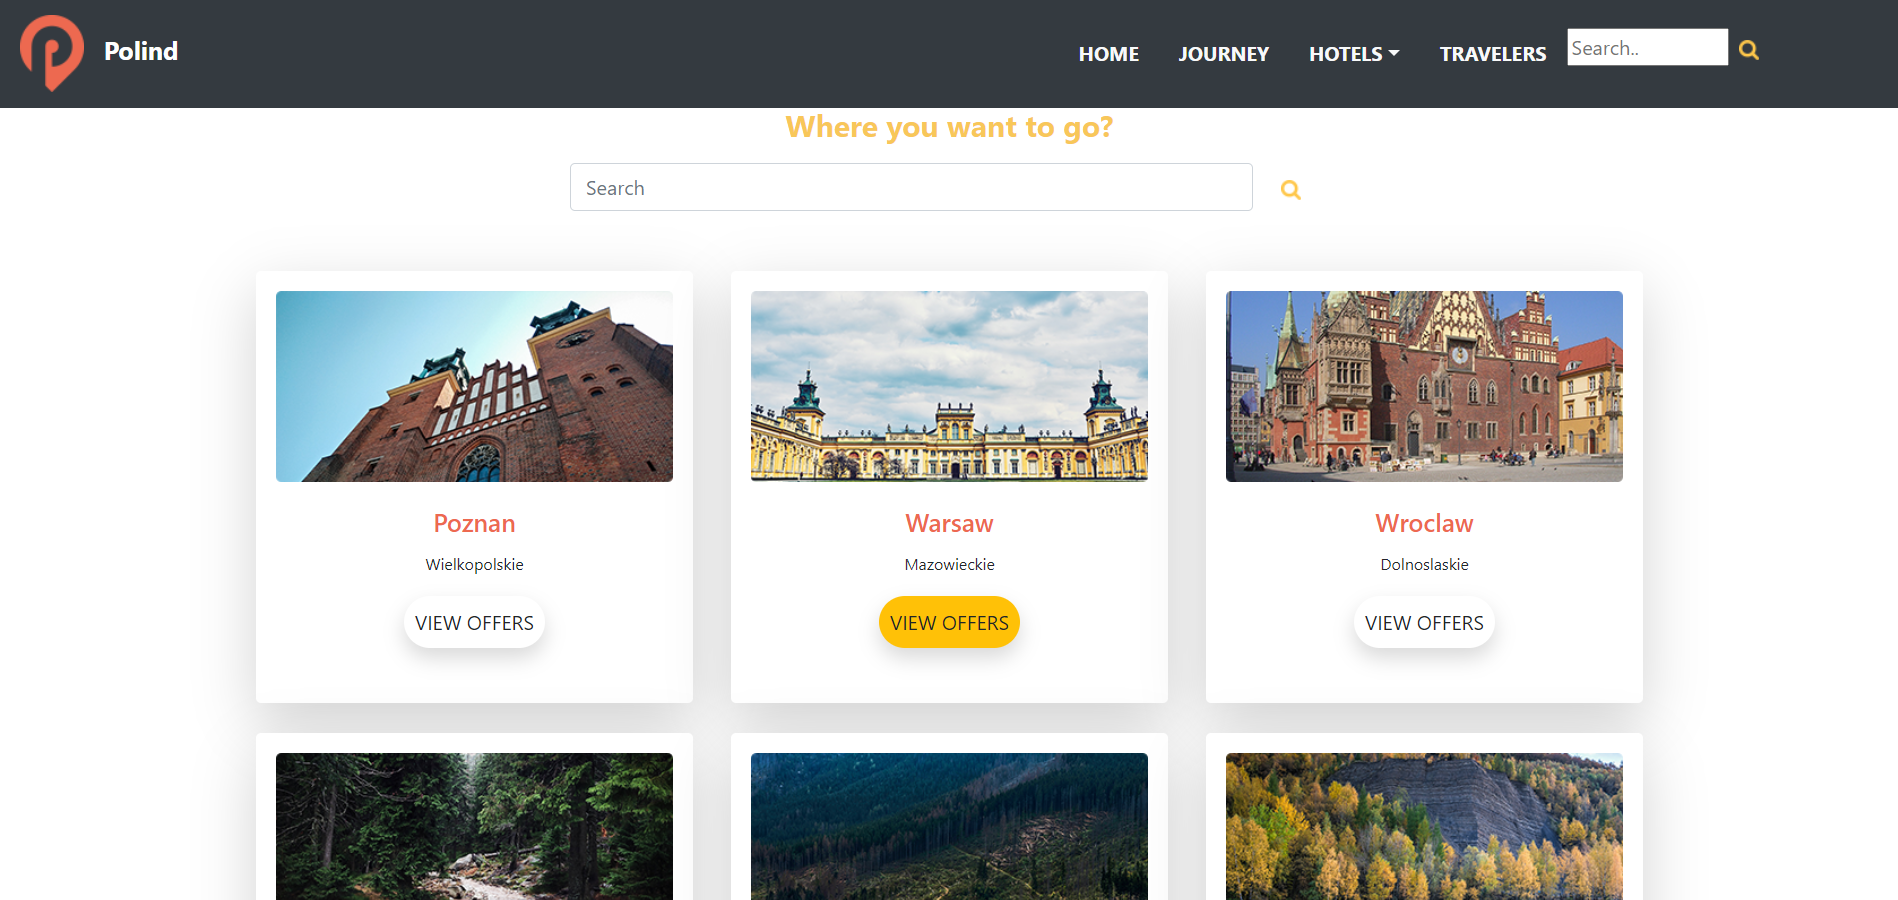 Polind
HOME JOURNEY HOTELS TRAVELERS Search..
Where you want to go?
Search
Poznan
Wielkopolskie
VIEW OFFERS
Warsaw
Mazowieckie
VIEW OFFERS
Wroclaw
Dolnoslaskie
VIEW OFFERS